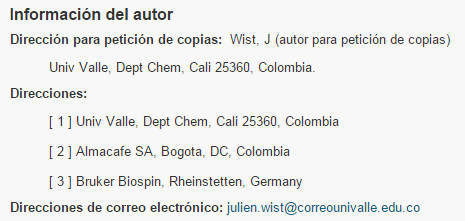 Información del autor
Dirección para petición de copias: Wist, J (autor para petición de copias)
Univ Valle, Dept Chem, Cali 25360, Colombia.
Direcciones:
[ 1 ] Univ Valle, Dept Chem, Cali 25360, Colombia
[ 2 ] Almacafe SA, Bogota, DC, Colombia
[ 3 ] Bruker Biospin, Rheinstetten, Germany
Direcciones de correo electrónico: julien.wist@correounivalle.edu.co